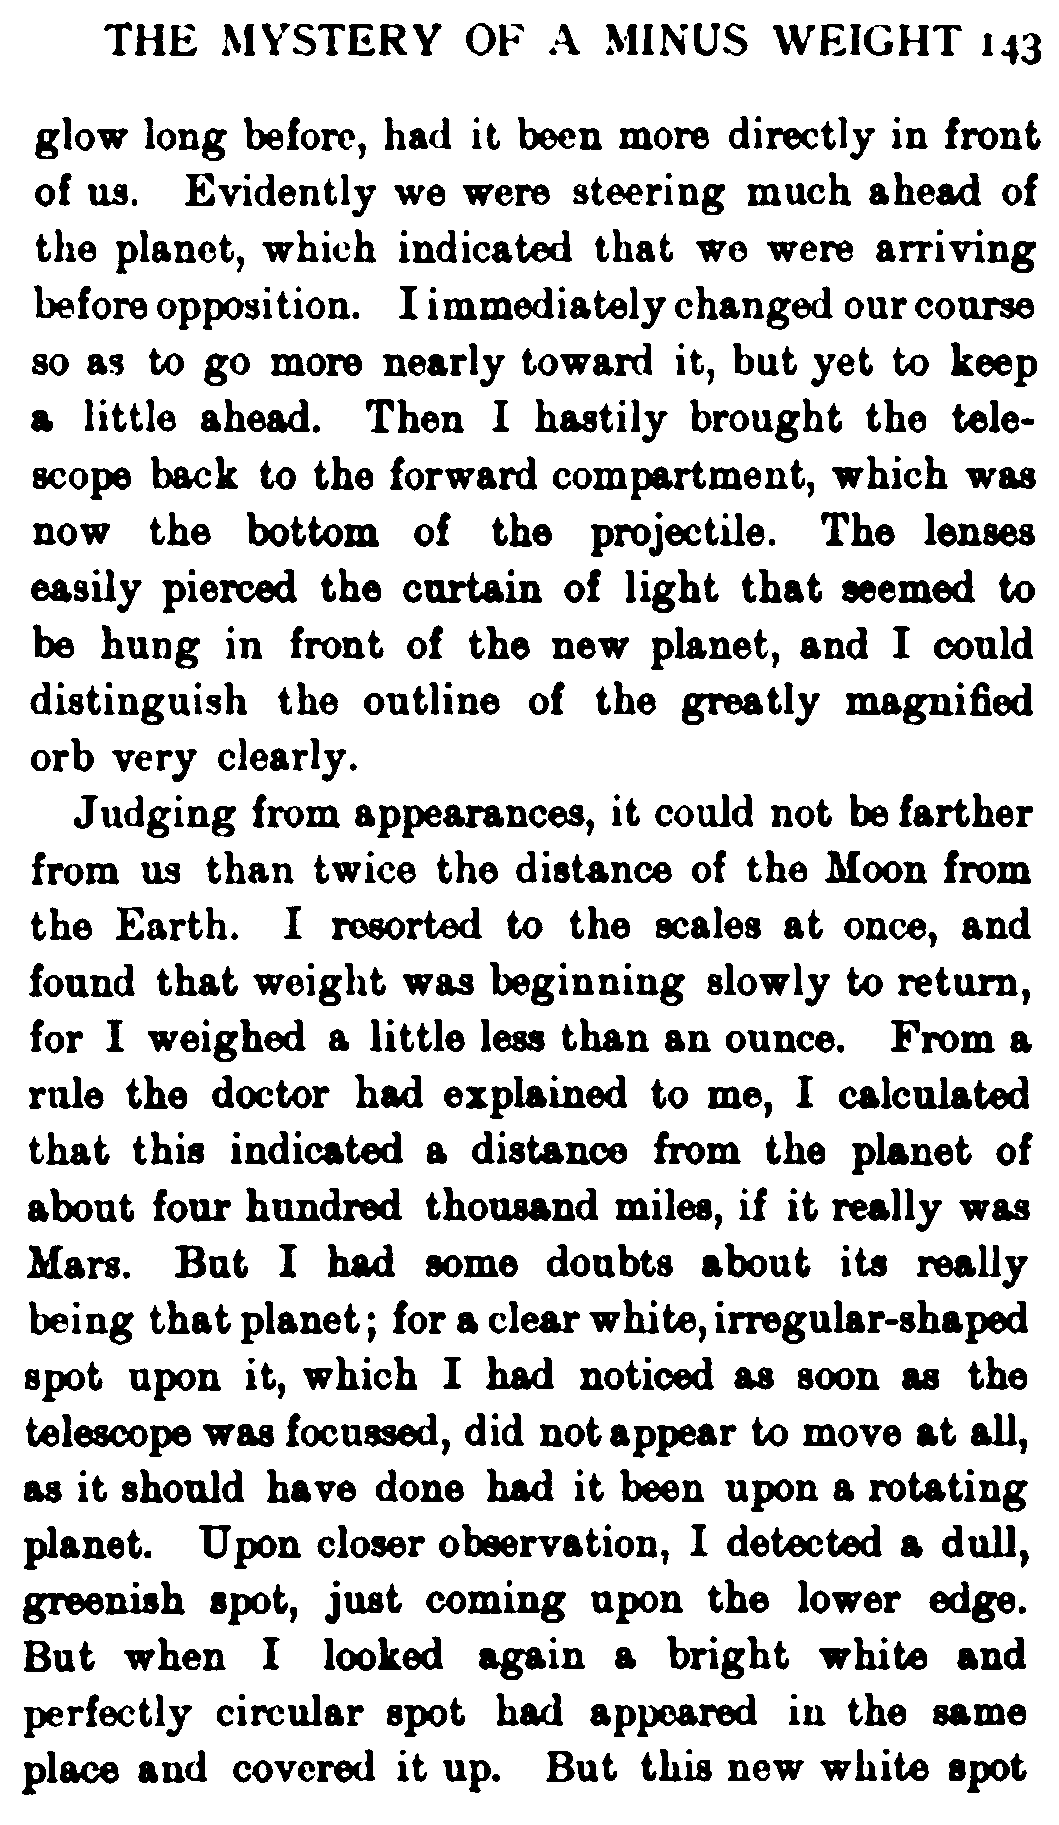 THE MYSTERY OF A MINUS WEIGHT 143
glow long before, had it been more directly in front
of us. Evidently we were steering much ahead of
the planet, which indicated that we were arriving
before opposition. I immediately changed our course
so as to go more nearly toward it, but yet to keep
a little ahead. Then I hastily brought the tele-
scope back to the forward compartment, which was
now the bottom of the projectile. The lenses
easily pierced the curtain of light that seemed to
be hung in front of the new planet, and I could
distinguish the outline of the greatly magnified
orb very clearly.
Judging from appearances, it could not be farther
from us than twice the distance of the Moon from
the Earth. I resorted to the scales at once, and
found that weight was beginning slowly to return,
for I weighed a little less than an ounce. From a
rule the doctor had explained to me, I calculated
that this indicated a distance from the planet of
about four hundred thousand miles, if it really was
Mars. But I had some doubts about its really
being that planet; for a clear white, irregular-shaped
spot upon it, which I had noticed as soon as the
telescope was focussed, did not appear to move at all,
as it should have done had it been upon a rotating
planet. Upon closer observation, I detected a dull,
greenish spot, just coming upon the lower edge.
But when I looked again a bright white and
perfectly circular spot had appeared in the same
place and covered it up. But this new white spot